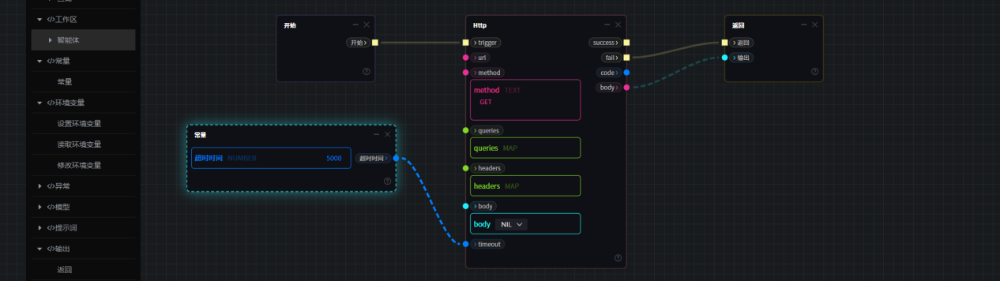 </>工作区
智能体
</>常量
常量
</>环境变量
设置环境变量
读取环境变量
修改环境变量
</>异常
</>模型
</>提示词
</>输出
返回
开始
开始
常量
超时时间 NUMBER 5000
超时时间
Http
trigger
success
url
fail
method
code
body
method TEXT
GET
queries
queries MAP
headers
headers MAP
body
body NIL
timeout
返回
返回
输出